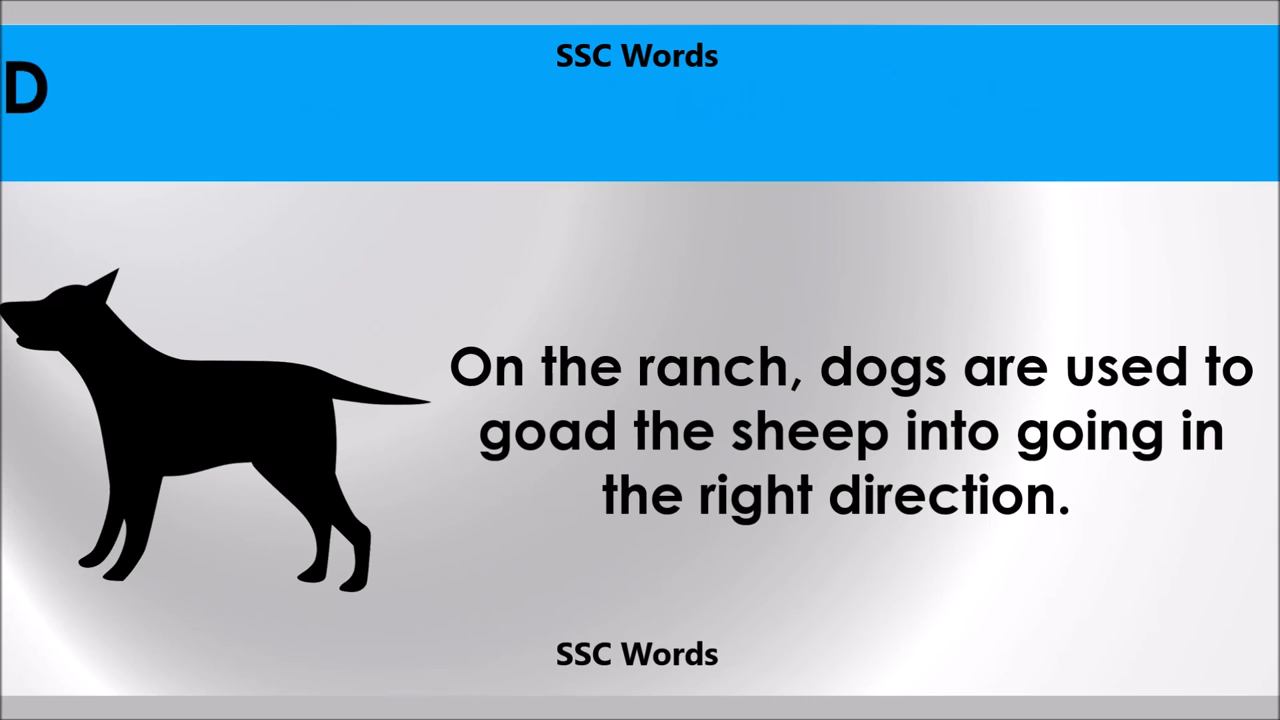 SSC Words
D
On the ranch, dogs are used to
goad the sheep into going in
the right direction.
SSC Words